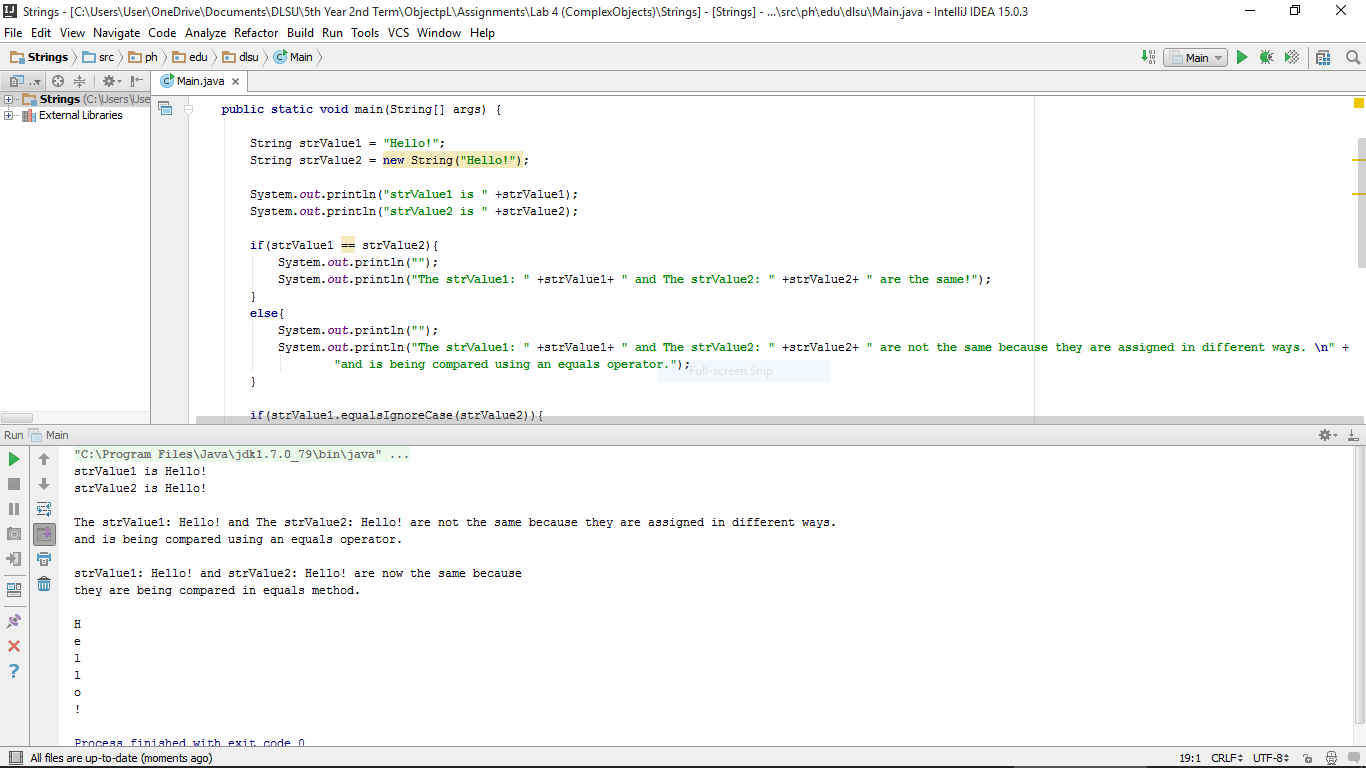 Strings - [C:\Users\User\OneDrive\Documents\DLSU\5th Year 2nd Term\ObjectpL\Assignments\Lab 4 (ComplexObjects)\Strings] - [Strings] - ...\src\ph\edu\dlsu\Main.java - IntelliJ IDEA 15.0.3
File Edit View Navigate Code Analyze Refactor Build Run Tools VCS Window Help
Strings src ph edu dlsu Main Main
Main.java
Strings (C:\Users\Use
External Libraries
public static void main(String[] args) {
String strValue1 = "Hello!";
String strValue2 = new String("Hello!");
System.out.println("strValue1 is " +strValue1);
System.out.println("strValue2 is " +strValue2);
if(strValue1 == strValue2){
System.out.println("");
System.out.println("The strValue1: " +strValue1+ " and The strValue2: " +strValue2+ " are the same!");
}
else{
System.out.println("");
System.out.println("The strValue1: " +strValue1+ " and The strValue2: " +strValue2+ " are not the same because they are assigned in different ways. \n" +
"and is being compared using an equals operator.");
Full-screen Snip
}
if(strValue1.equalsIgnoreCase(strValue2)){
Run Main
"C:\Program Files\Java\jdk1.7.0_79\bin\java" ...
strValue1 is Hello!
strValue2 is Hello!
The strValue1: Hello! and The strValue2: Hello! are not the same because they are assigned in different ways.
and is being compared using an equals operator.
strValue1: Hello! and strValue2: Hello! are now the same because
they are being compared in equals method.
H
e
l
l
o
!
Process finished with exit code 0
All files are up-to-date (moments ago) 19:1 CRLF UTF-8